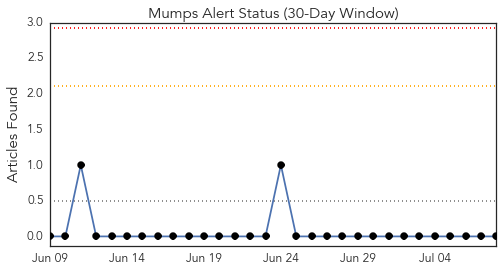 Mumps Alert Status (30-Day Window)
Articles Found
3.0
2.5
2.0
1.5
1.0
0.5
0.0
Jun 09 Jun 14 Jun 19 Jun 24 Jun 29 Jul 04